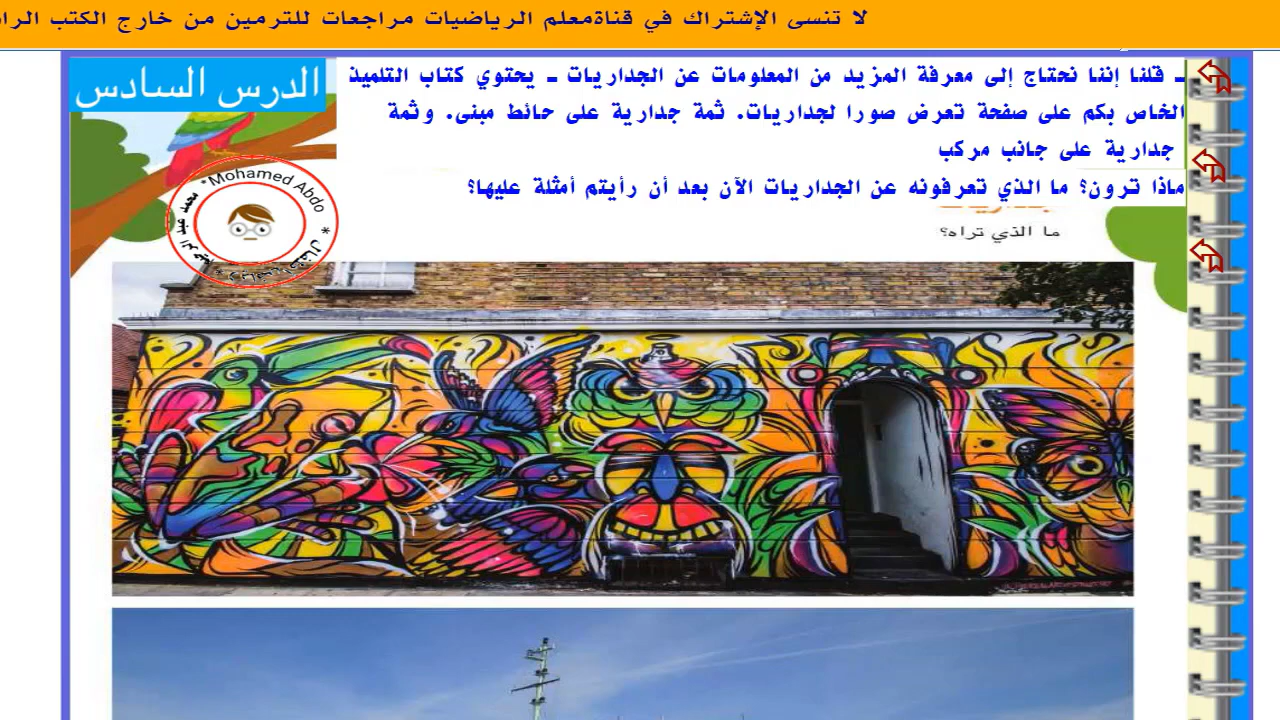 لا تنسى الإشتراك في قناةمعلم الرياضيات مراجعات للترمين من خارج الكتب
الدرس السادس
ـ قلنا إننا نحتاج إلى معرفة المزيد من المعلومات عن الجداريات ـ يحتوي كتاب التلميذ
الخاص بكم على صفحة تعرض صورا لجداريات. ثمة جدارية على حائط مبنى. وثمة
جدارية على جانب مركب
ماذا ترون؟ ما الذي تعرفونه عن الجداريات الآن بعد أن رأيتم أمثلة عليها؟
ما الذي تراه؟
*Mohamed Abdo*
محمد عبد